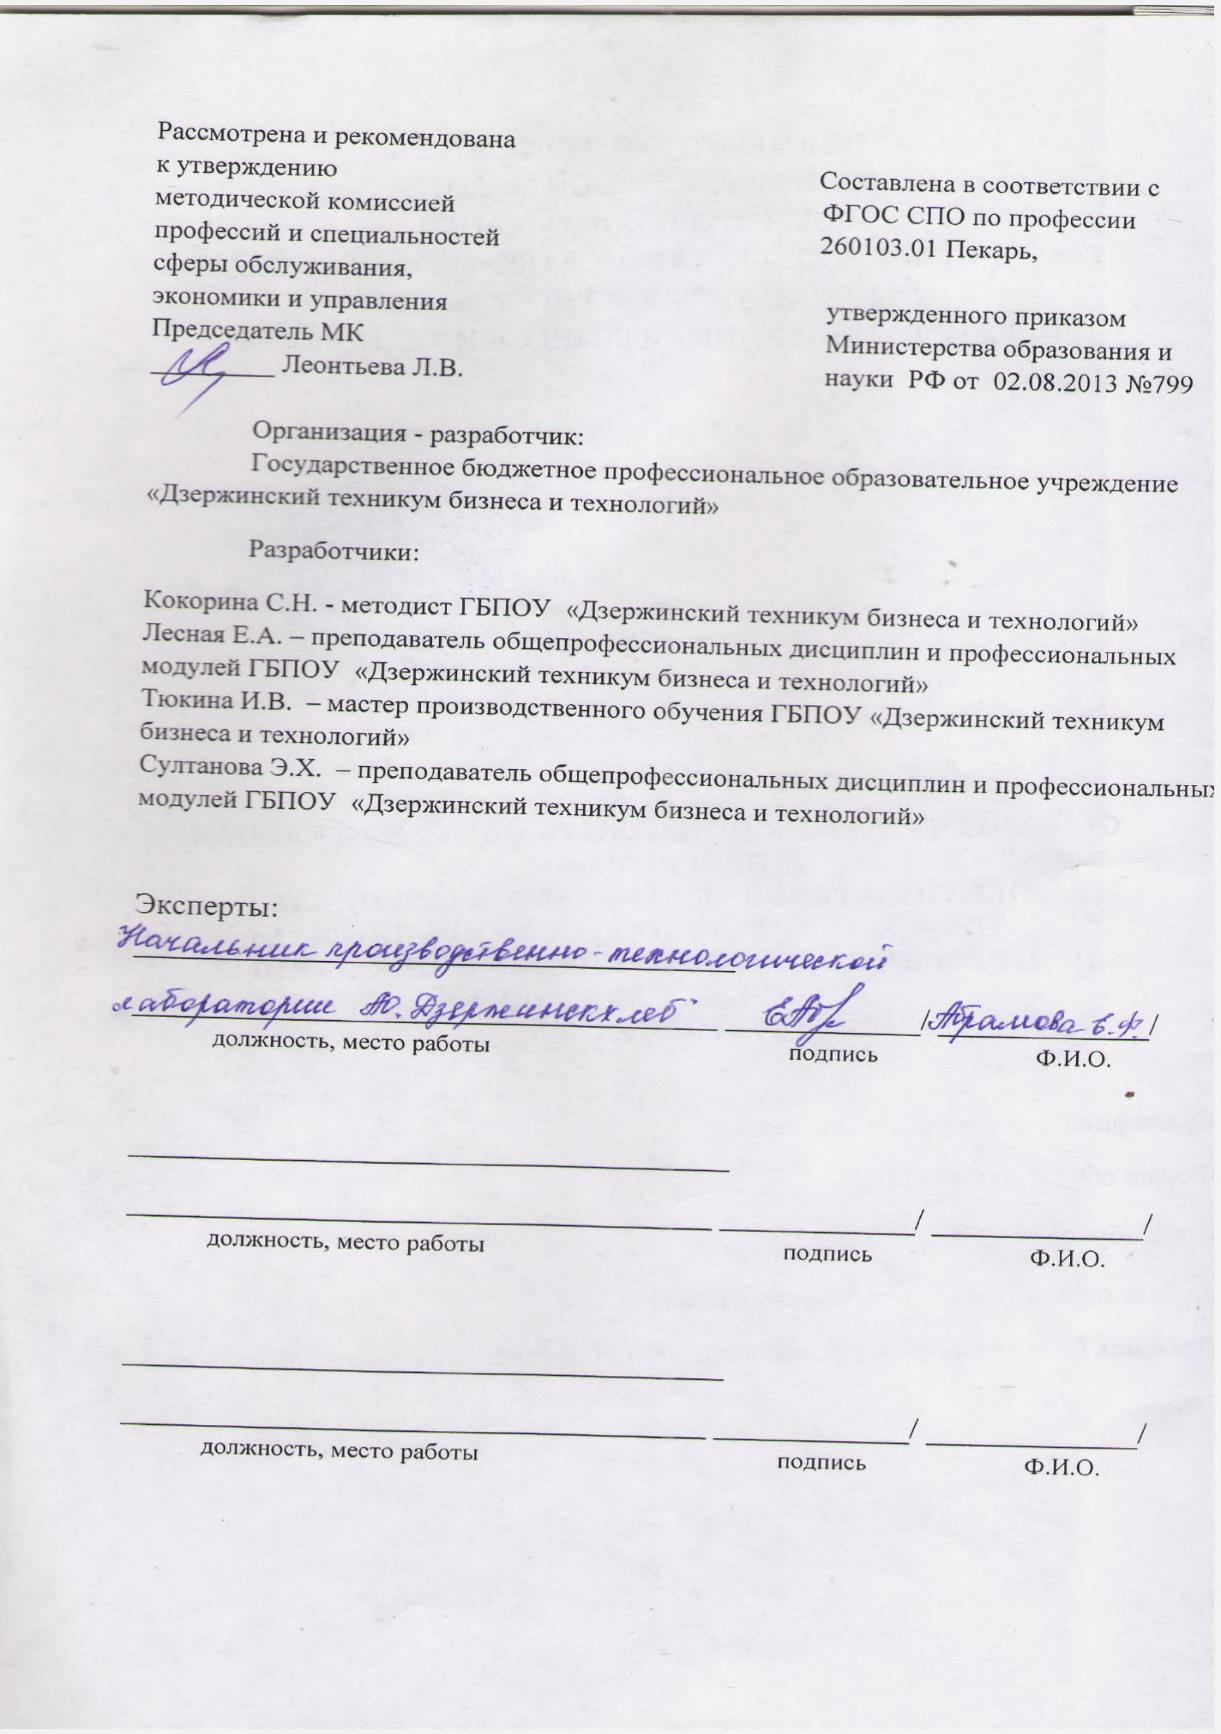 Рассмотрена и рекомендована
к утверждению
методической комиссией
профессий и специальностей
сферы обслуживания,
экономики и управления
Председатель МК
_________ Леонтьева Л.В.
Составлена в соответствии с
ФГОС СПО по профессии
260103.01 Пекарь,
утвержденного приказом
Министерства образования и
науки РФ от 02.08.2013 №799
Организация - разработчик:
Государственное бюджетное профессиональное образовательное учреждение
«Дзержинский техникум бизнеса и технологий»
Разработчики:
Кокорина С.Н. - методист ГБПОУ «Дзержинский техникум бизнеса и технологий»
Лесная Е.А. – преподаватель общепрофессиональных дисциплин и профессиональных
модулей ГБПОУ «Дзержинский техникум бизнеса и технологий»
Тюкина И.В. – мастер производственного обучения ГБПОУ «Дзержинский техникум
бизнеса и технологий»
Султанова Э.Х. – преподаватель общепрофессиональных дисциплин и профессиональных
модулей ГБПОУ «Дзержинский техникум бизнеса и технологий»
Эксперты:
Начальник производственно-технологической
лаборатории Дзержинскхлеб /Абрамова Е.Ф./
должность, место работы подпись Ф.И.О.
должность, место работы подпись Ф.И.О.
должность, место работы подпись Ф.И.О.